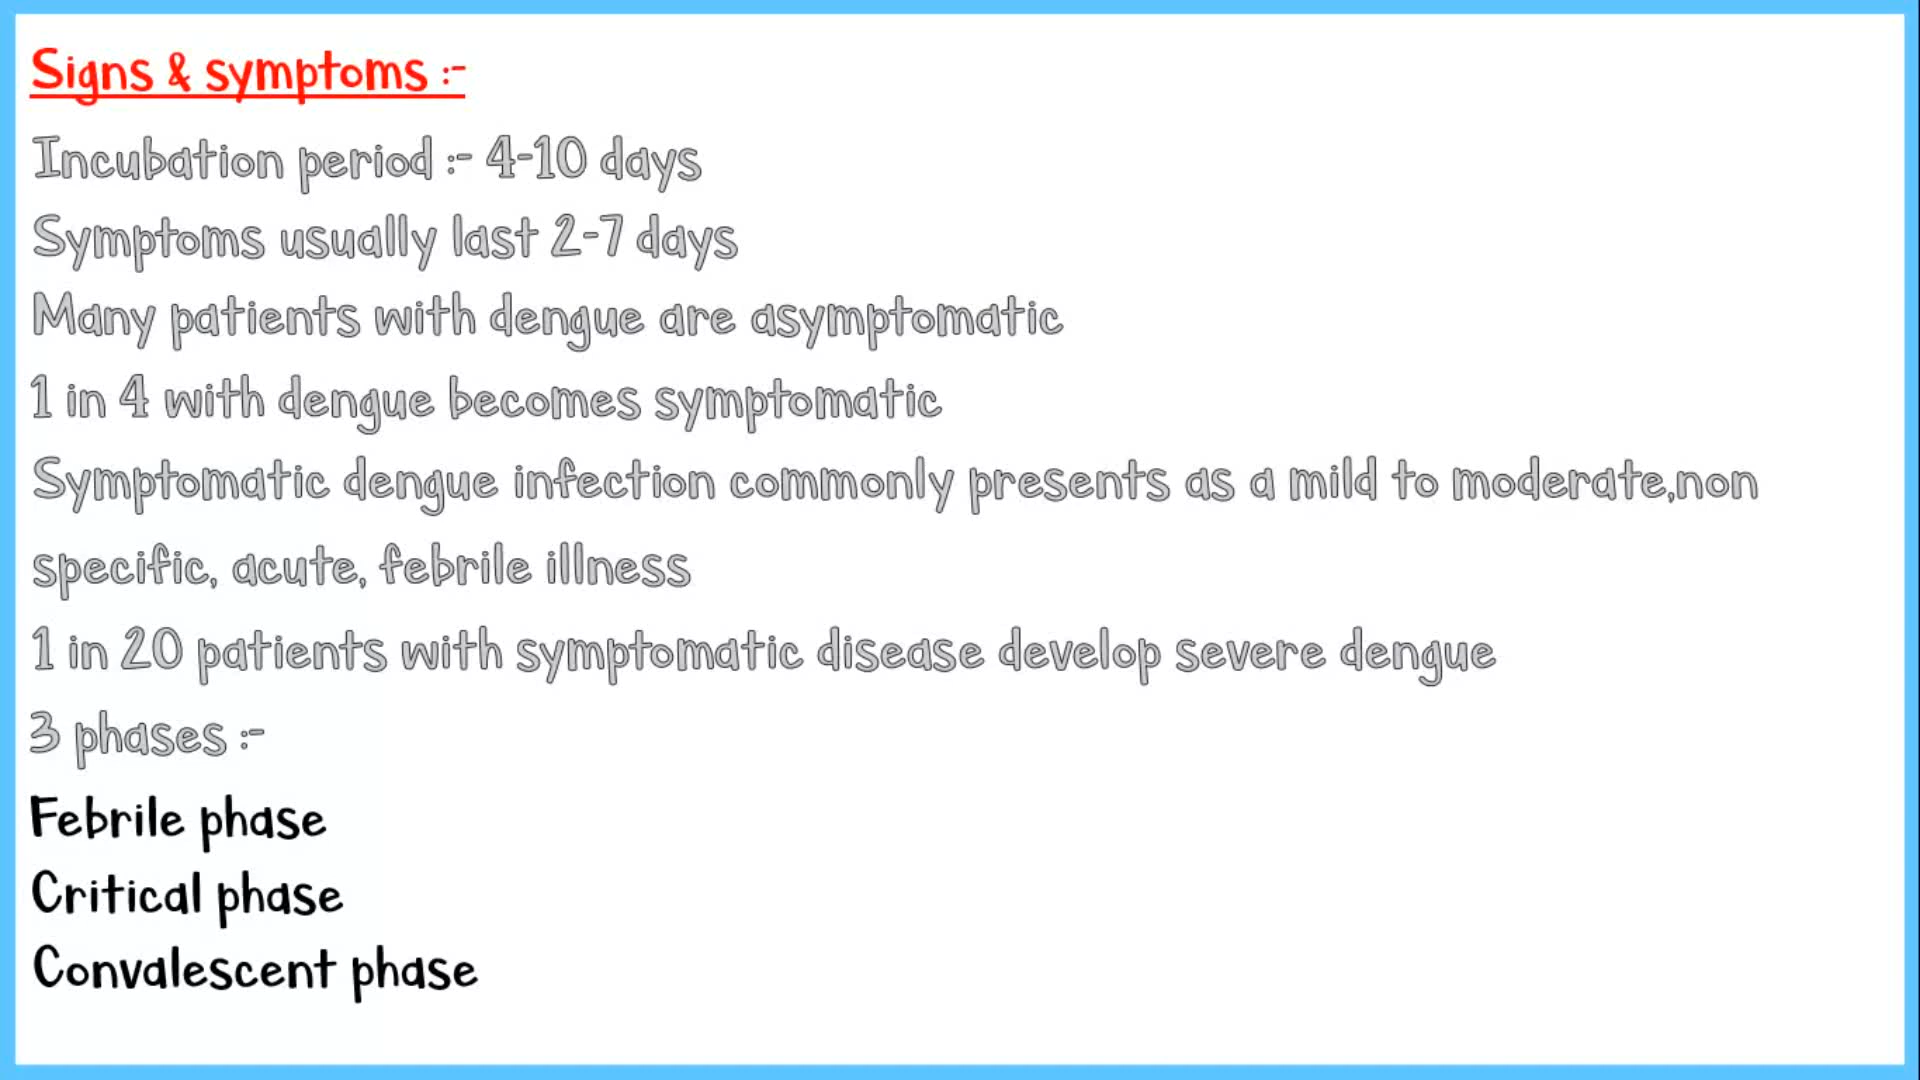 Signs & symptoms :-
Incubation period :- 4-10 days
Symptoms usually last 2-7 days
Many patients with dengue are asymptomatic
1 in 4 with dengue becomes symptomatic
Symptomatic dengue infection commonly presents as a mild to moderate,non
specific, acute, febrile illness
1 in 20 patients with symptomatic disease develop severe dengue
3 phases :-
Febrile phase
Critical phase
Convalescent phase